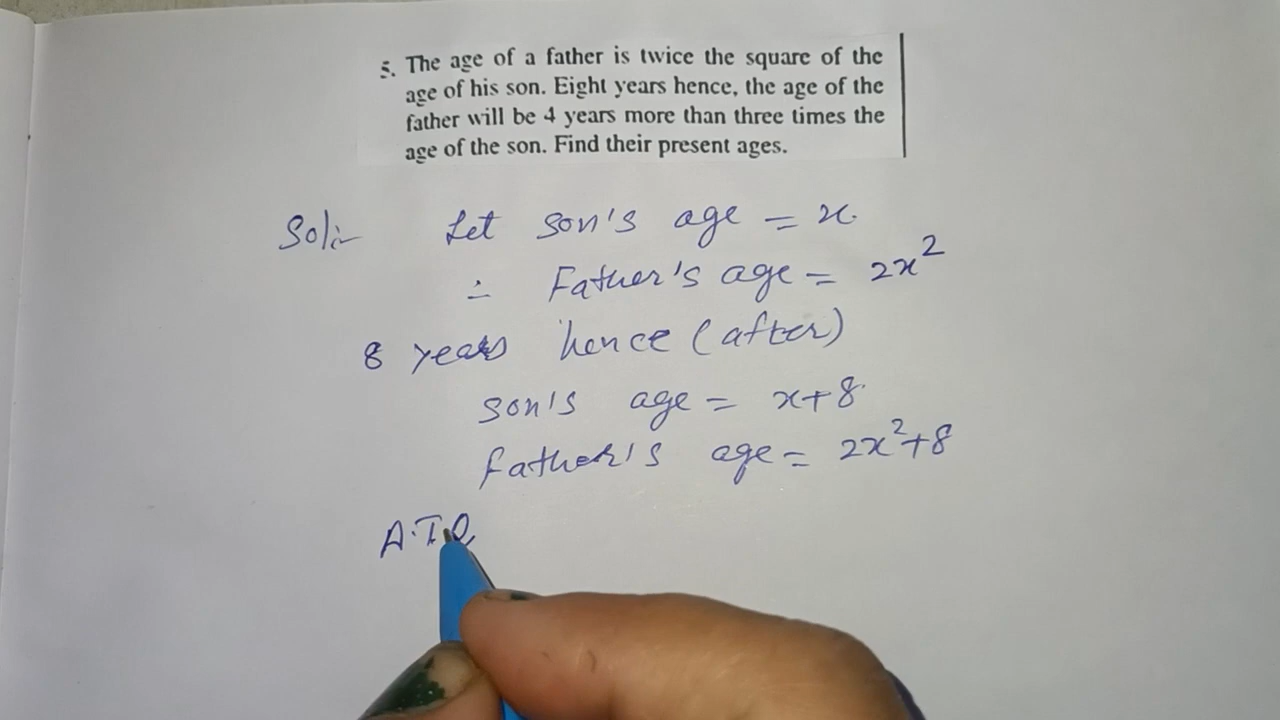 5. The age of a father is twice the square of the
age of his son. Eight years hence, the age of the
father will be 4 years more than three times the
age of the son. Find their present ages.
Sol:- Let son's age = x.
∴ Father's age = 2x²
8 years hence (after)
son's age = x+8.
father's age = 2x²+8
A.T.Q,